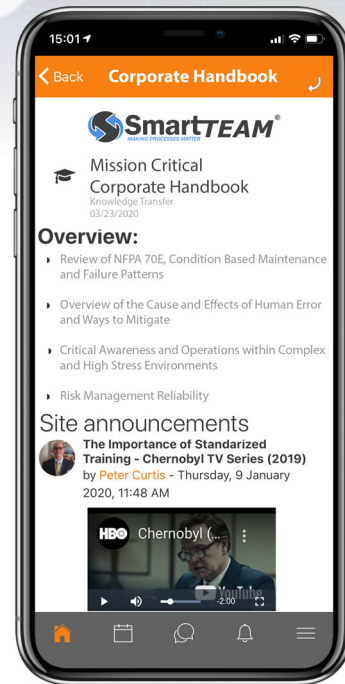 15:01
Back
Corporate Handbook
SmartTEAM®
MAKING PROCESSES MATTER
Mission Critical
Corporate Handbook
Knowledge Transfer
03/23/2020
Overview:
Review of NFPA 70E, Condition Based Maintenance
and Failure Patterns
Overview of the Cause and Effects of Human Error
and Ways to Mitigate
Critical Awareness and Operations within Complex
and High Stress Environments
Risk Management Reliability
Site announcements
The Importance of Standarized
Training - Chernobyl TV Series (2019)
by Peter Curtis - Thursday, 9 January
2020, 11:48 AM
HBO Chernobyl (...
YouTube
-2:00